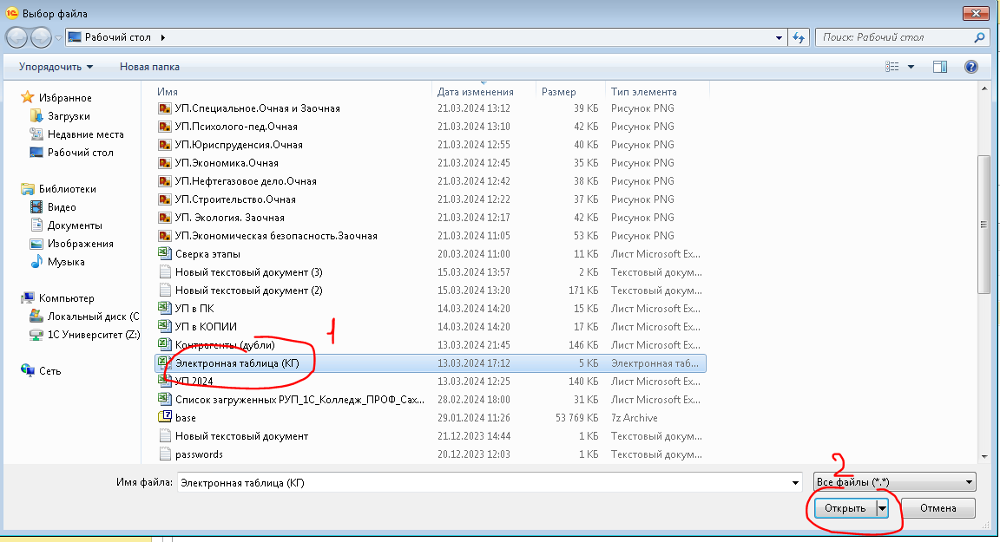 Выбор файла
Рабочий стол
Поиск: Рабочий стол
Упорядочить
Новая папка
Имя Дата изменения Размер Тип элемента
Избранное
Загрузки
Недавние места
Рабочий стол
Библиотеки
Видео
Документы
Изображения
Музыка
Компьютер
Локальный диск (C
1С Университет (Z:)
Сеть
УП.Специальное.Очная и Заочная 21.03.2024 13:12 39 КБ Рисунок PNG
УП.Психолого-пед.Очная 21.03.2024 13:10 42 КБ Рисунок PNG
УП.Юриспруденсия.Очная 21.03.2024 12:55 40 КБ Рисунок PNG
УП.Экономика.Очная 21.03.2024 12:45 35 КБ Рисунок PNG
УП.Нефтегазовое дело.Очная 21.03.2024 12:42 38 КБ Рисунок PNG
УП.Строительство.Очная 21.03.2024 12:22 37 КБ Рисунок PNG
УП. Экология. Заочная 21.03.2024 12:17 42 КБ Рисунок PNG
УП.Экономическая безопасность.Заочная 21.03.2024 11:05 53 КБ Рисунок PNG
Сверка этапы 20.03.2024 11:00 11 КБ Лист Microsoft Ex...
Новый текстовый документ (3) 15.03.2024 13:57 2 КБ Текстовый докум...
Новый текстовый документ (2) 15.03.2024 13:20 171 КБ Текстовый докум...
УП в ПК 14.03.2024 14:20 15 КБ Лист Microsoft Ex...
УП в КОПИИ 14.03.2024 14:20 17 КБ Лист Microsoft Ex...
Контрагенты (дубли) 13.03.2024 21:45 146 КБ Лист Microsoft Ex...
1
Электронная таблица (КГ) 13.03.2024 17:12 5 КБ Электронная таб...
УП 2024 13.03.2024 12:25 140 КБ Лист Microsoft Ex...
Список загруженных РУП_1С_Колледж_ПРОФ_Сах... 28.02.2024 18:00 31 КБ Лист Microsoft Ex...
base 29.01.2024 11:26 53 769 КБ 7z Archive
Новый текстовый документ 21.12.2023 14:44 1 КБ Текстовый докум...
passwords 20.12.2023 12:03 1 КБ Текстовый докум...
2
Имя файла: Электронная таблица (КГ) Все файлы (*.*)
Открыть Отмена